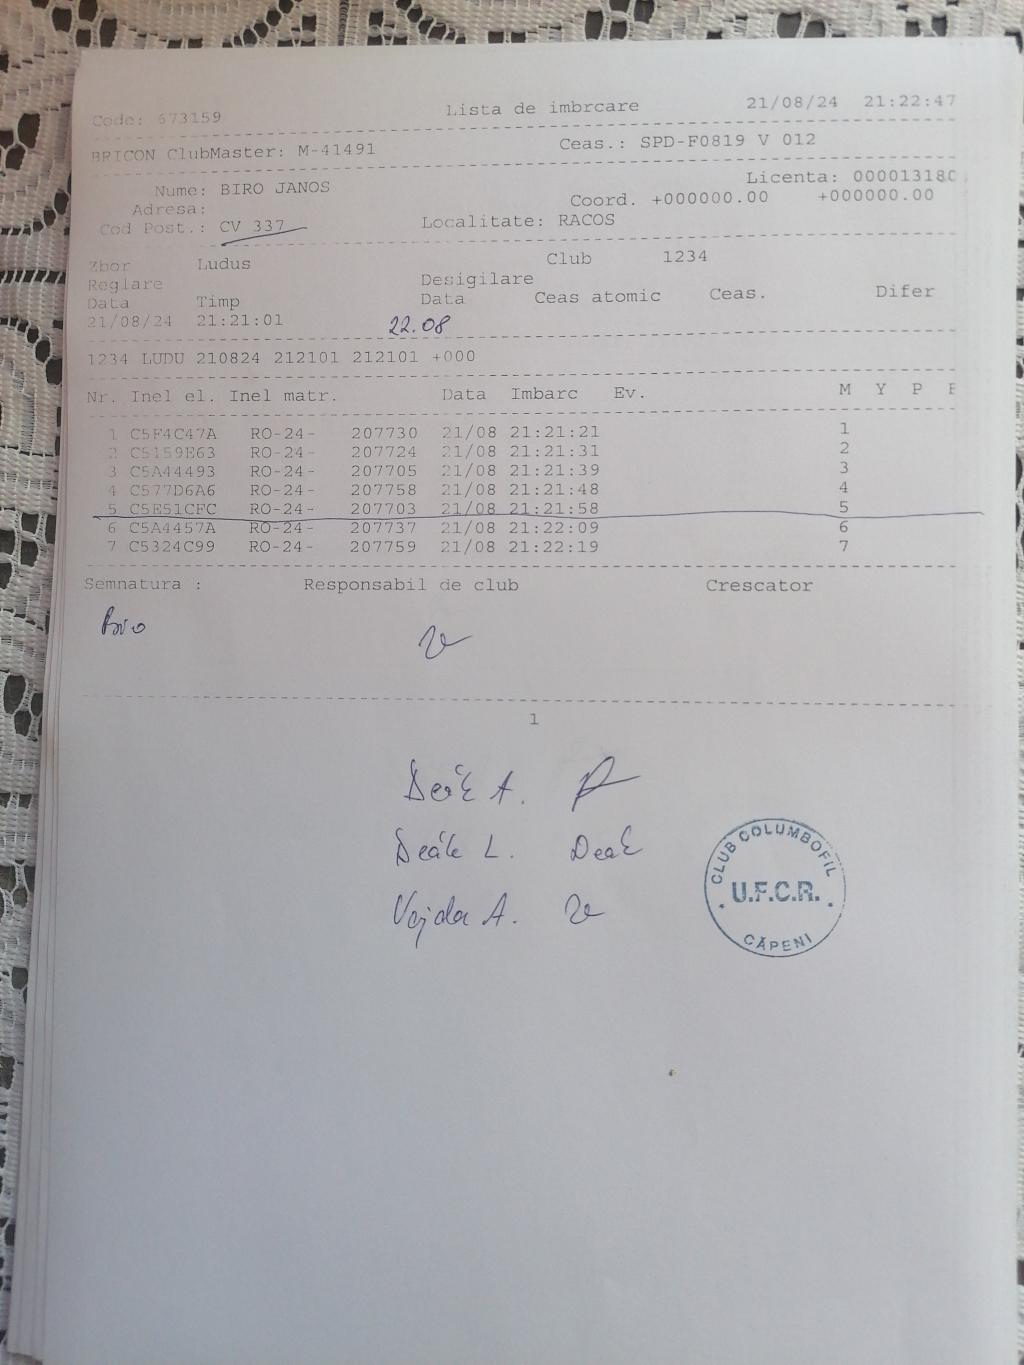 Lista de imbrcare 21/08/24 21:22:47
Code: 673159
BRICON ClubMaster: M-41491 Ceas.: SPD-F0819 V 012
Licenta: 000013180
Nume: BIRO JANOS Coord. +000000.00 +000000.00
Adresa:
Cod Post.: CV 337 Localitate: RACOS
Zbor Ludus Club 1234
Reglare Desigilare
Data Timp Data Ceas atomic Ceas. Difer
21/08/24 21:21:01 22.08
1234 LUDU 210824 212101 212101 +000
Nr. Inel el. Inel matr. Data Imbarc Ev. M Y P
1 C5F4C47A RO-24- 207730 21/08 21:21:21 1
2 C5159E63 RO-24- 207724 21/08 21:21:31 2
3 C5A44493 RO-24- 207705 21/08 21:21:39 3
4 C577D6A6 RO-24- 207758 21/08 21:21:48 4
5 C5E51CFC RO-24- 207703 21/08 21:21:58 5
6 C5A4457A RO-24- 207737 21/08 21:22:09 6
7 C5324C99 RO-24- 207759 21/08 21:22:19 7
Semnatura : Responsabil de club Crescator
Biro
1
Deák A.
Deák L. Deak
Vajda A.
CLUB COLUMBOFIL
U.F.C.R.
CĂPENI